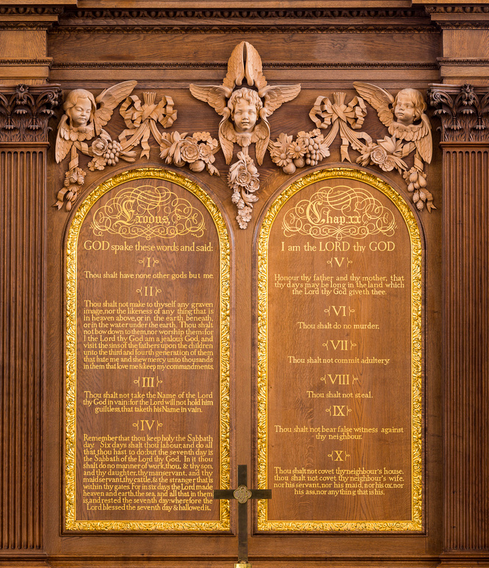 Exodus.
GOD spake these words and said:
I
Thou shalt have none other gods but me.
II
Thou shalt not make to thyself any graven
image, nor the likeness of any thing that is
in heaven above, or in the earth beneath,
or in the water under the earth. Thou shalt
not bow down to them, nor worship them: for
I the Lord thy God am a jealous God, and
visit the sins of the fathers upon the children
unto the third and fourth generation of them
that hate me and shew mercy unto thousands
in them that love me & keep my commandments.
III
Thou shalt not take the Name of the Lord
thy God in vain: for the Lord will not hold him
guiltless, that taketh his Name in vain.
IV
Remember that thou keep holy the Sabbath
day. Six days shalt thou labour, and do all
that thou hast to do; but the seventh day is
the Sabbath of the Lord thy God. In it thou
shalt do no manner of work, thou, & thy son,
and thy daughter, thy manservant, and thy
maidservant, thy cattle, & the stranger that is
within thy gates. For in six days the Lord made
heaven and earth, the sea, and all that in them
is, and rested the seventh day: wherefore the
Lord blessed the seventh day & hallowed it.
Chap. xx
I am the LORD thy GOD
V
Honour thy father and thy mother, that
thy days may be long in the land which
the Lord thy God giveth thee.
VI
Thou shalt do no murder.
VII
Thou shalt not commit adultery.
VIII
Thou shalt not steal.
IX
Thou shalt not bear false witness against
thy neighbour.
X
Thou shalt not covet thy neighbour's house,
thou shalt not covet thy neighbour's wife,
nor his servant, nor his maid, nor his ox, nor
his ass, nor any thing that is his.